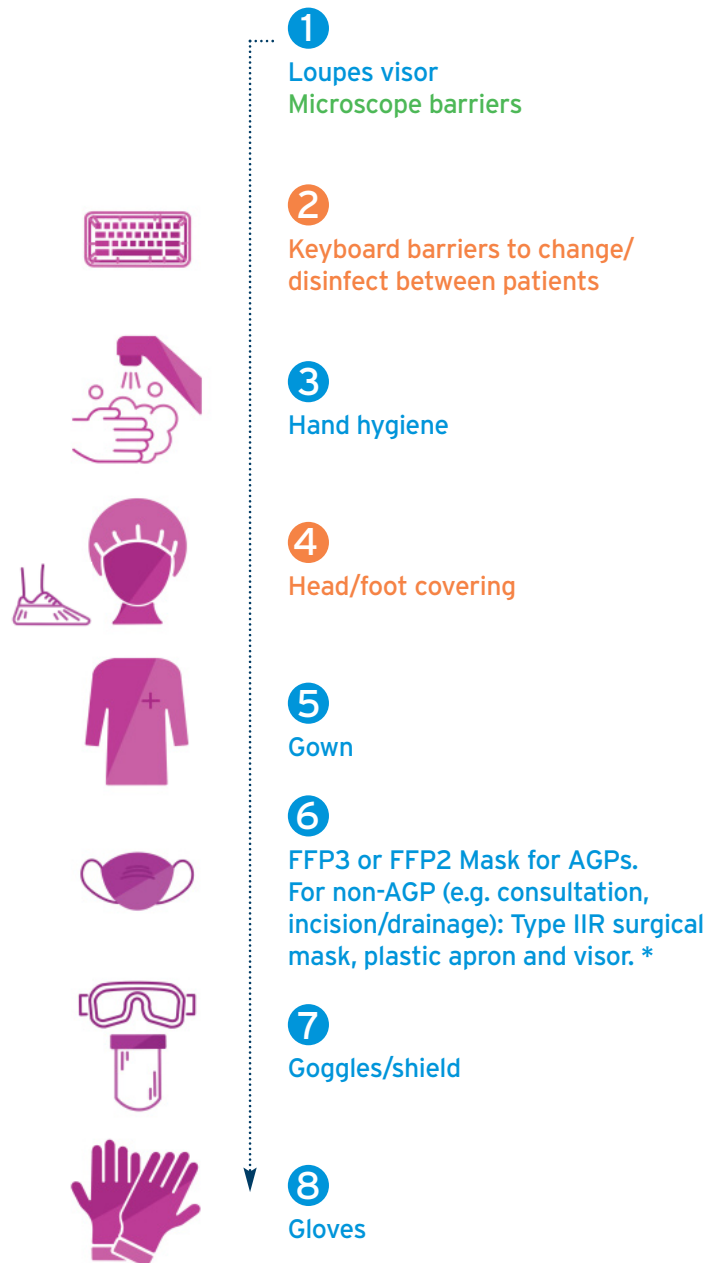 1
Loupes visor
Microscope barriers
2
Keyboard barriers to change/
disinfect between patients
3
Hand hygiene
4
Head/foot covering
5
Gown
6
FFP3 or FFP2 Mask for AGPs.
For non-AGP (e.g. consultation,
incision/drainage): Type IIR surgical
mask, plastic apron and visor. *
7
Goggles/shield
8
Gloves